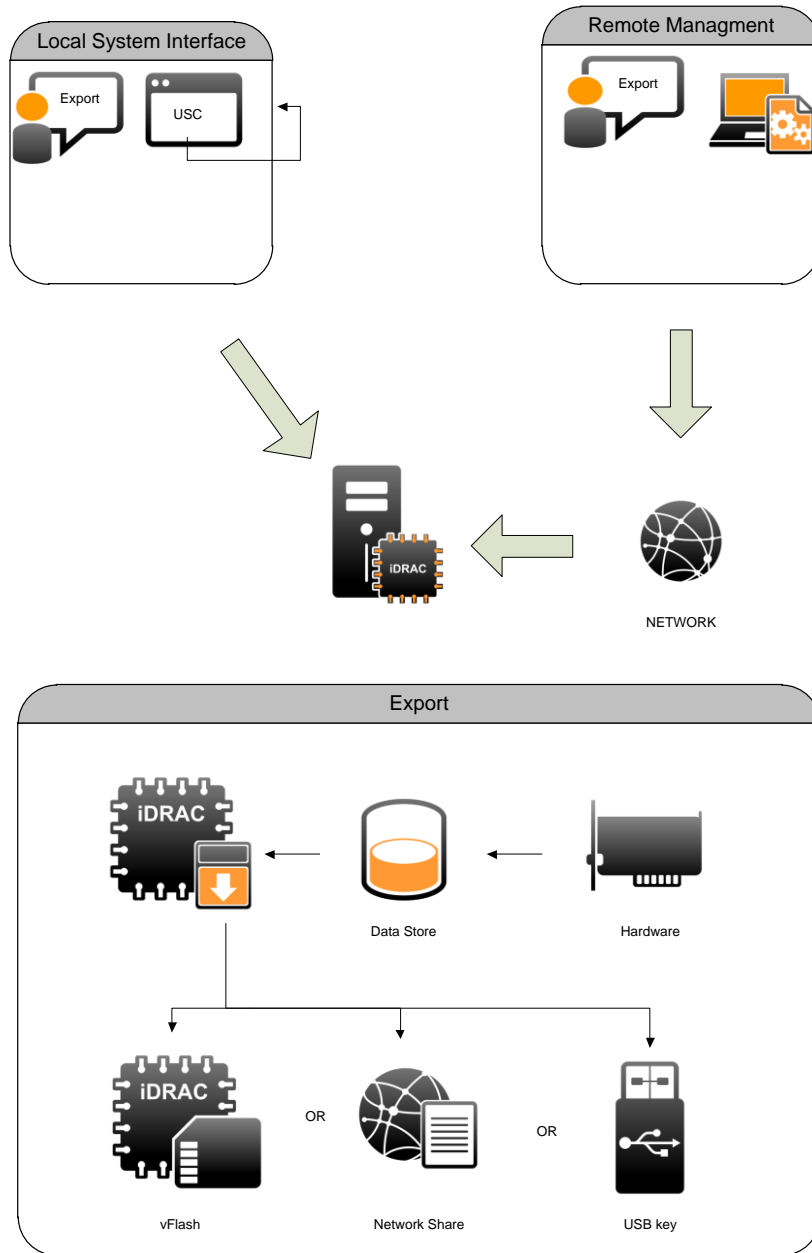 Local System Interface
Export
USC
Remote Managment
Export
iDRAC
NETWORK
Export
iDRAC
Data Store
Hardware
iDRAC
OR
OR
vFlash
Network Share
USB key